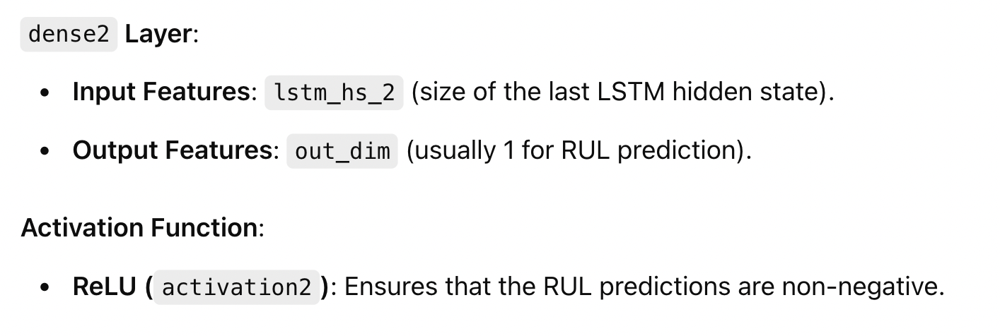 dense2 Layer:
• Input Features: lstm_hs_2 (size of the last LSTM hidden state).
• Output Features: out_dim (usually 1 for RUL prediction).
Activation Function:
• ReLU (activation2): Ensures that the RUL predictions are non-negative.